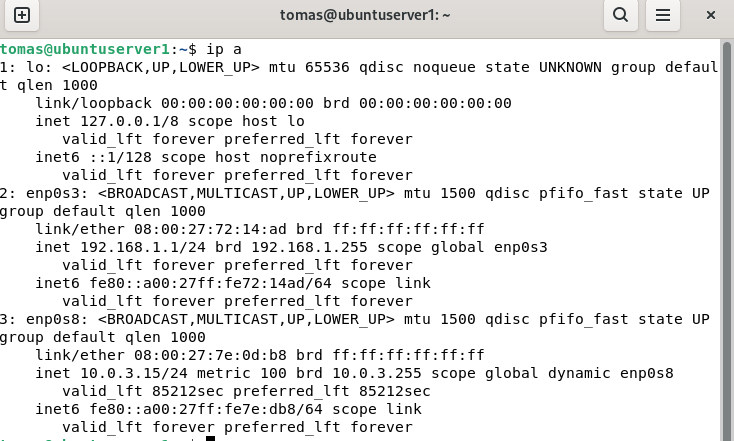 tomas@ubuntuserver1: ~
tomas@ubuntuserver1:~$ ip a
1: lo: <LOOPBACK,UP,LOWER_UP> mtu 65536 qdisc noqueue state UNKNOWN group defaul
t qlen 1000
    link/loopback 00:00:00:00:00:00 brd 00:00:00:00:00:00
    inet 127.0.0.1/8 scope host lo
       valid_lft forever preferred_lft forever
    inet6 ::1/128 scope host noprefixroute
       valid_lft forever preferred_lft forever
2: enp0s3: <BROADCAST,MULTICAST,UP,LOWER_UP> mtu 1500 qdisc pfifo_fast state UP
group default qlen 1000
    link/ether 08:00:27:72:14:ad brd ff:ff:ff:ff:ff:ff
    inet 192.168.1.1/24 brd 192.168.1.255 scope global enp0s3
       valid_lft forever preferred_lft forever
    inet6 fe80::a00:27ff:fe72:14ad/64 scope link
       valid_lft forever preferred_lft forever
3: enp0s8: <BROADCAST,MULTICAST,UP,LOWER_UP> mtu 1500 qdisc pfifo_fast state UP
group default qlen 1000
    link/ether 08:00:27:7e:0d:b8 brd ff:ff:ff:ff:ff:ff
    inet 10.0.3.15/24 metric 100 brd 10.0.3.255 scope global dynamic enp0s8
       valid_lft 85212sec preferred_lft 85212sec
    inet6 fe80::a00:27ff:fe7e:db8/64 scope link
       valid_lft forever preferred_lft forever